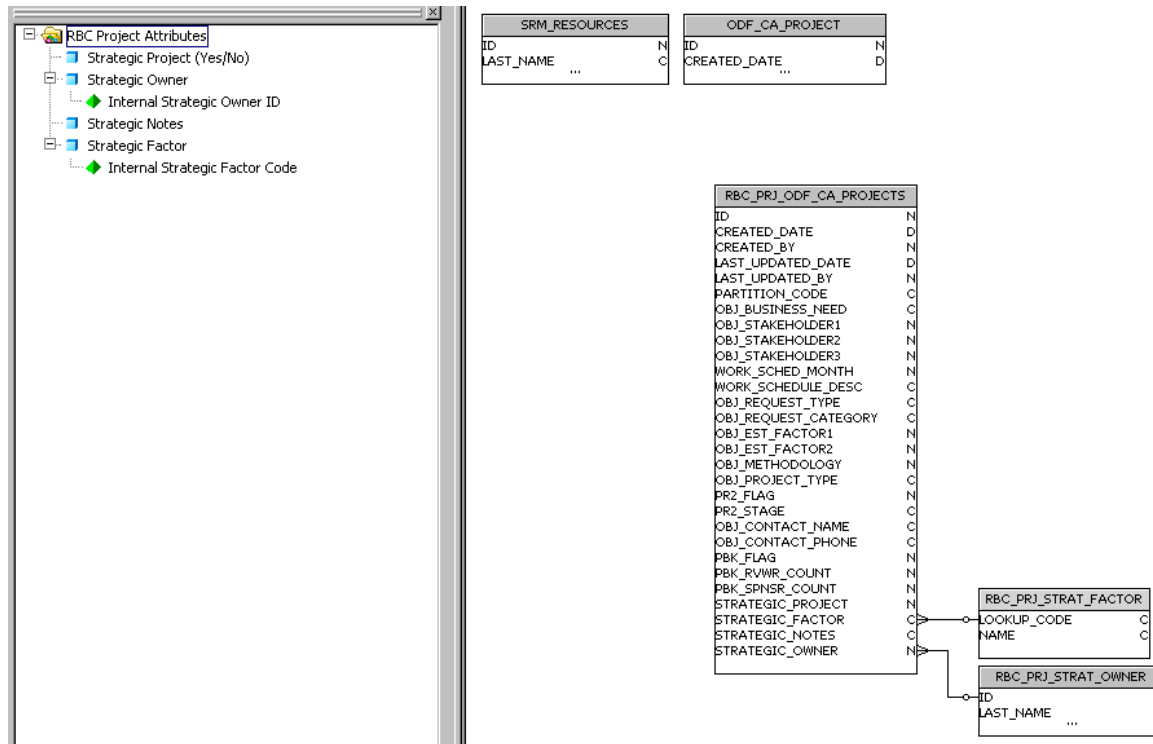 RBC Project Attributes
Strategic Project (Yes/No)
Strategic Owner
Internal Strategic Owner ID
Strategic Notes
Strategic Factor
Internal Strategic Factor Code
SRM_RESOURCES
ID N
LAST_NAME C
...
ODF_CA_PROJECT
ID N
CREATED_DATE D
...
RBC_PRJ_ODF_CA_PROJECTS
ID N
CREATED_DATE D
CREATED_BY N
LAST_UPDATED_DATE D
LAST_UPDATED_BY N
PARTITION_CODE C
OBJ_BUSINESS_NEED C
OBJ_STAKEHOLDER1 N
OBJ_STAKEHOLDER2 N
OBJ_STAKEHOLDER3 N
WORK_SCHED_MONTH N
WORK_SCHEDULE_DESC C
OBJ_REQUEST_TYPE C
OBJ_REQUEST_CATEGORY C
OBJ_EST_FACTOR1 N
OBJ_EST_FACTOR2 N
OBJ_METHODOLOGY N
OBJ_PROJECT_TYPE C
PR2_FLAG N
PR2_STAGE C
OBJ_CONTACT_NAME C
OBJ_CONTACT_PHONE C
PBK_FLAG N
PBK_RVWR_COUNT N
PBK_SPNSR_COUNT N
STRATEGIC_PROJECT N
STRATEGIC_FACTOR C
STRATEGIC_NOTES C
STRATEGIC_OWNER N
RBC_PRJ_STRAT_FACTOR
LOOKUP_CODE C
NAME C
RBC_PRJ_STRAT_OWNER
ID
LAST_NAME
...